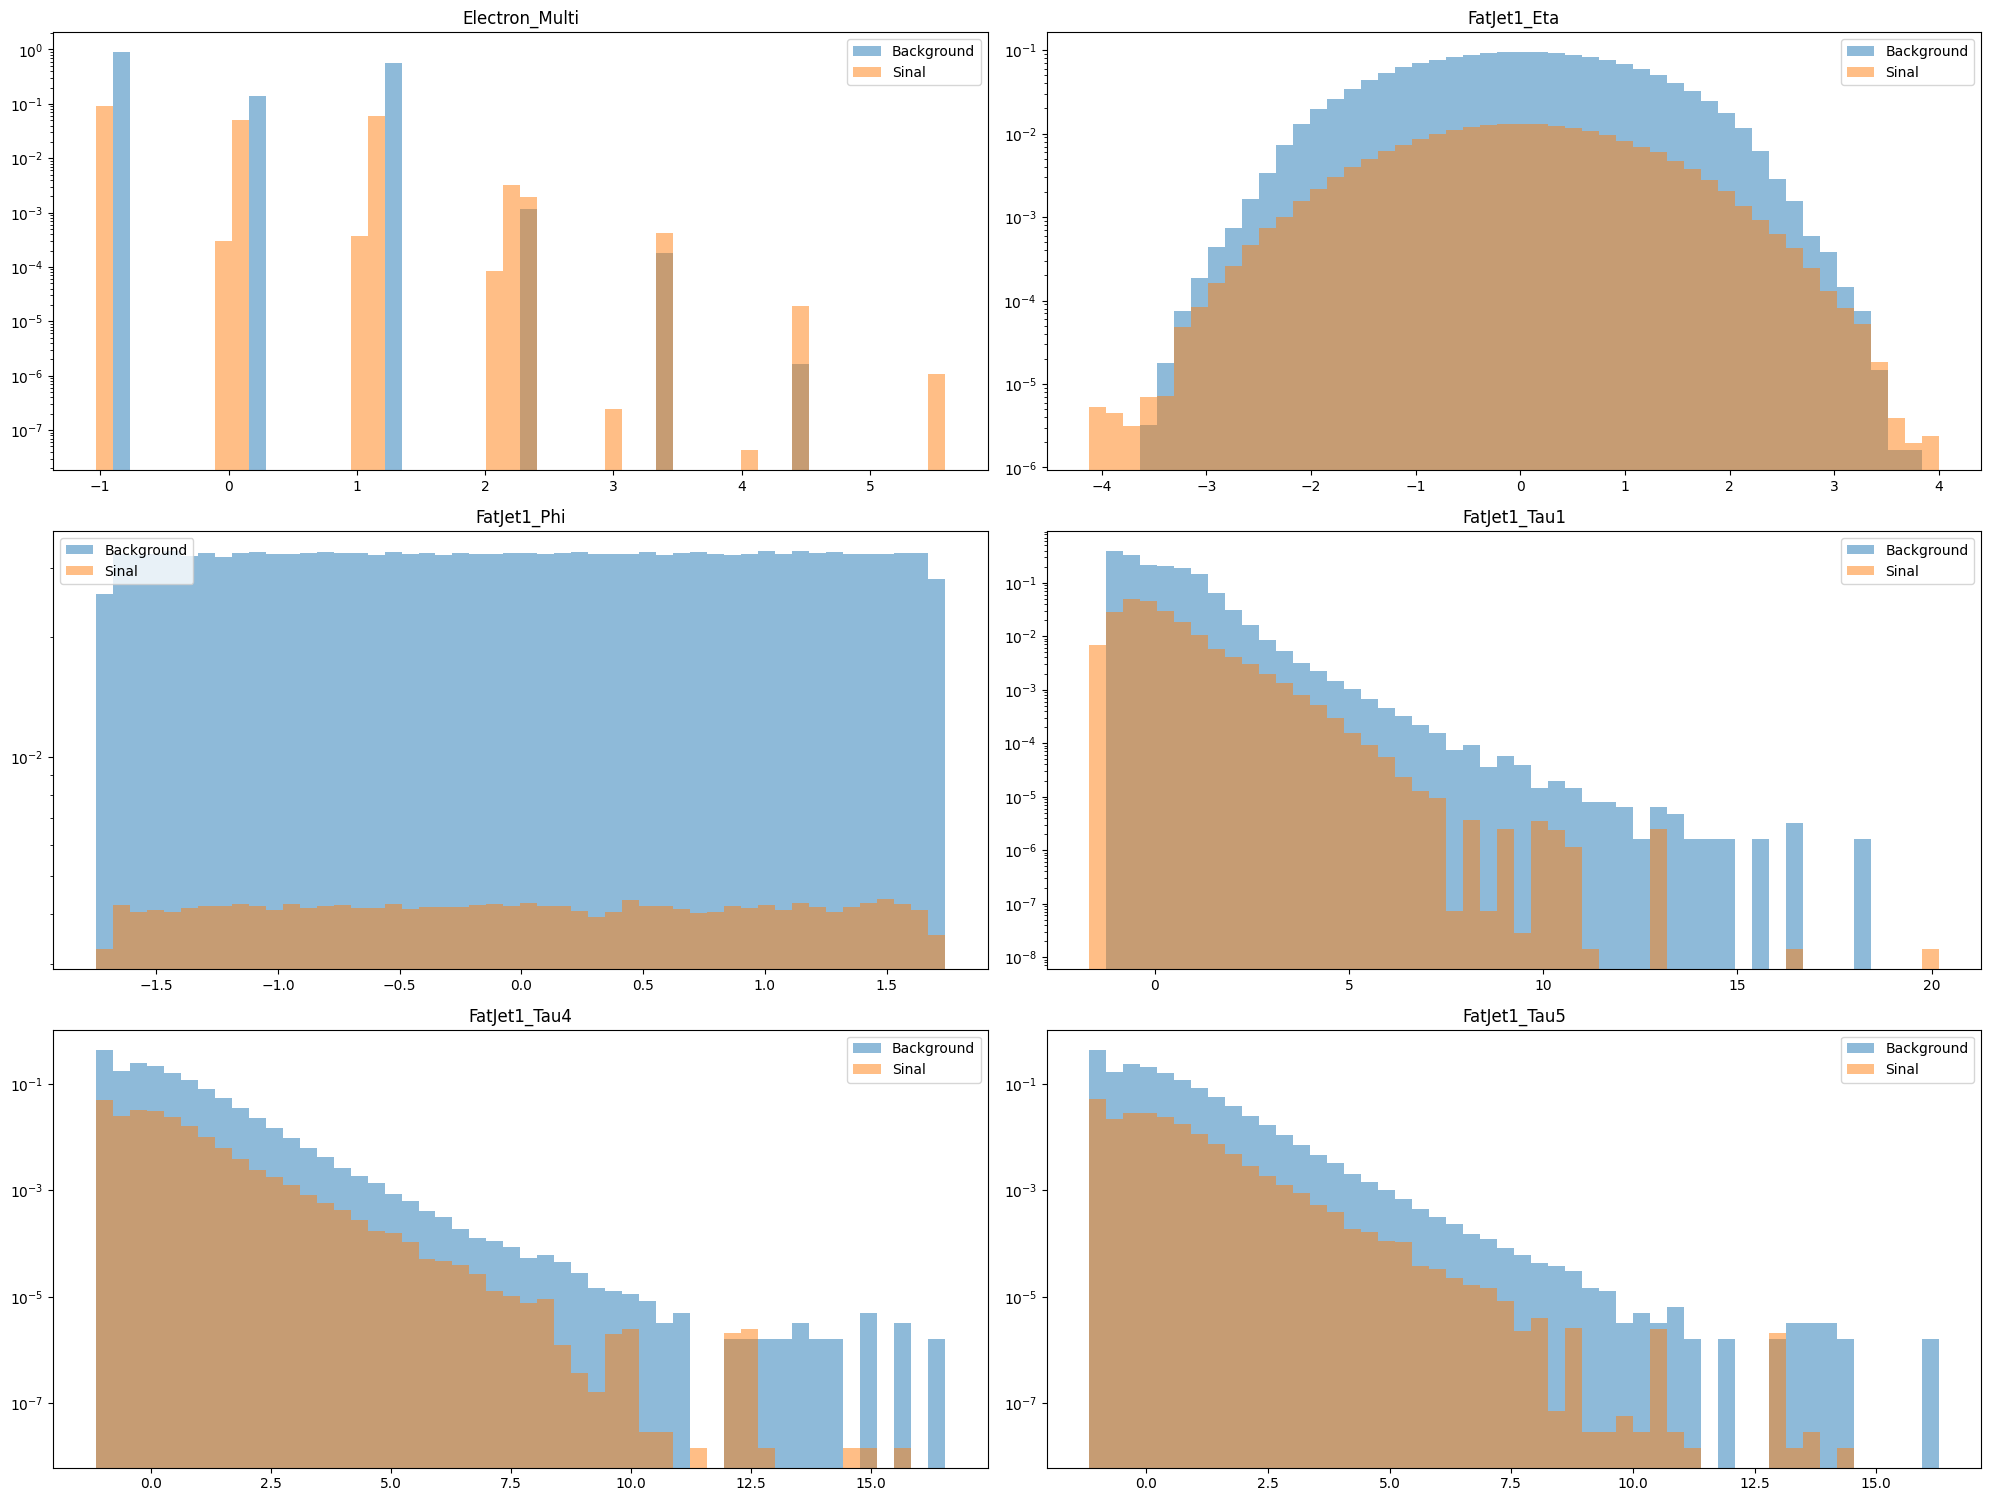 Electron_Multi
10⁰
10⁻¹
10⁻²
10⁻³
10⁻⁴
10⁻⁵
10⁻⁶
10⁻⁷
−1 0 1 2 3 4 5
Background
Sinal
FatJet1_Eta
10⁻¹
10⁻²
10⁻³
10⁻⁴
10⁻⁵
10⁻⁶
−4 −3 −2 −1 0 1 2 3 4
Background
Sinal
FatJet1_Phi
10⁻²
−1.5 −1.0 −0.5 0.0 0.5 1.0 1.5
Background
Sinal
FatJet1_Tau1
10⁻¹
10⁻²
10⁻³
10⁻⁴
10⁻⁵
10⁻⁶
10⁻⁷
10⁻⁸
0 5 10 15 20
Background
Sinal
FatJet1_Tau4
10⁻¹
10⁻³
10⁻⁵
10⁻⁷
0.0 2.5 5.0 7.5 10.0 12.5 15.0
Background
Sinal
FatJet1_Tau5
10⁻¹
10⁻³
10⁻⁵
10⁻⁷
0.0 2.5 5.0 7.5 10.0 12.5 15.0
Background
Sinal